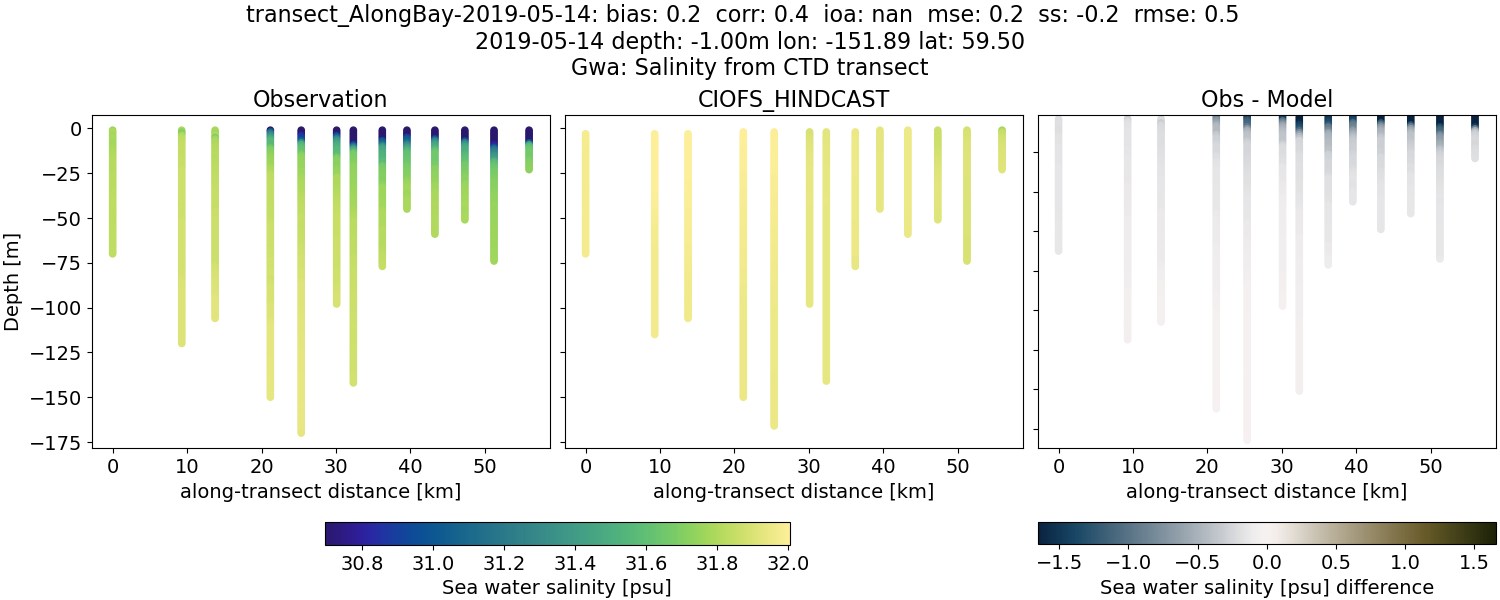 transect_AlongBay-2019-05-14: bias: 0.2  corr: 0.4  ioa: nan  mse: 0.2  ss: -0.2  rmse: 0.5
2019-05-14 depth: -1.00m lon: -151.89 lat: 59.50
Gwa: Salinity from CTD transect
Observation
CIOFS_HINDCAST
Obs - Model
Depth [m]
0
−25
−50
−75
−100
−125
−150
−175
0 10 20 30 40 50
0 10 20 30 40 50
0 10 20 30 40 50
along-transect distance [km]
along-transect distance [km]
along-transect distance [km]
30.8 31.0 31.2 31.4 31.6 31.8 32.0
Sea water salinity [psu]
−1.5 −1.0 −0.5 0.0 0.5 1.0 1.5
Sea water salinity [psu] difference